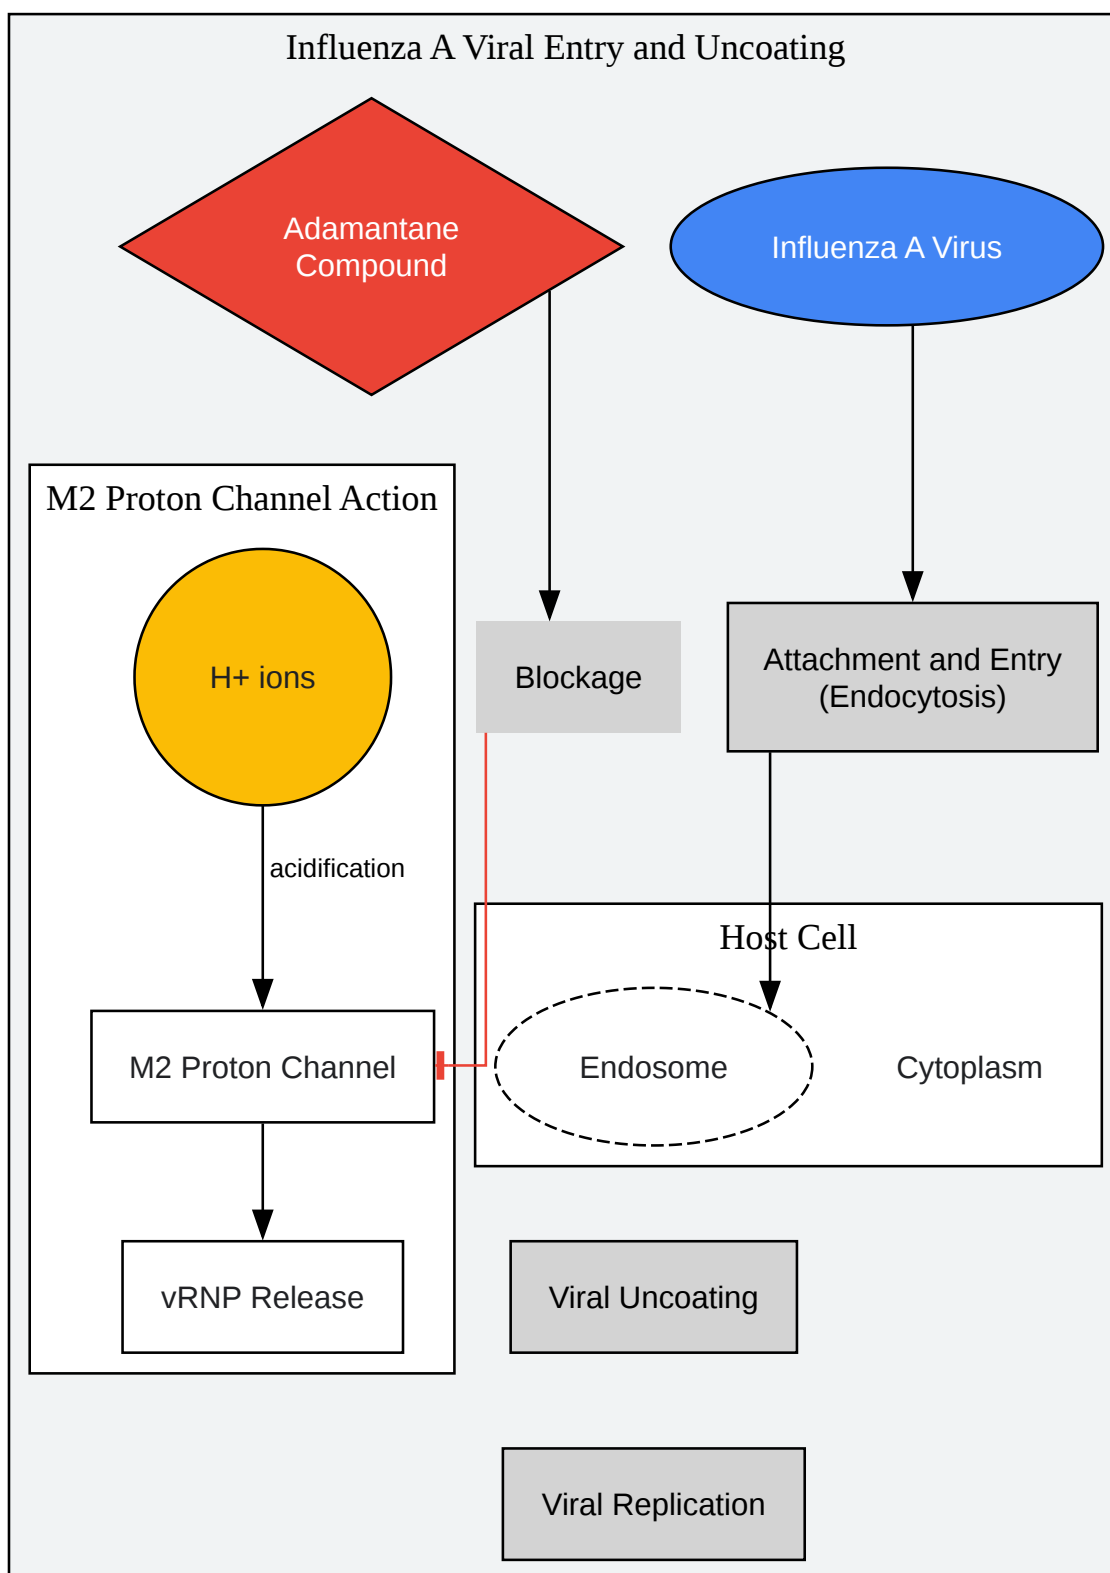 Influenza A Viral Entry and Uncoating
Adamantane
Compound
Influenza A Virus
M2 Proton Channel Action
H+ ions
Blockage
Attachment and Entry
(Endocytosis)
acidification
Host Cell
M2 Proton Channel
Endosome
Cytoplasm
vRNP Release
Viral Uncoating
Viral Replication